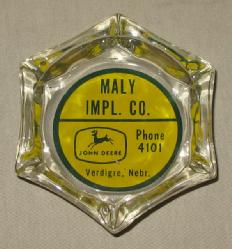 MALY
IMPL. CO.
Phone
4101
JOHN DEERE
Verdigre, Nebr.